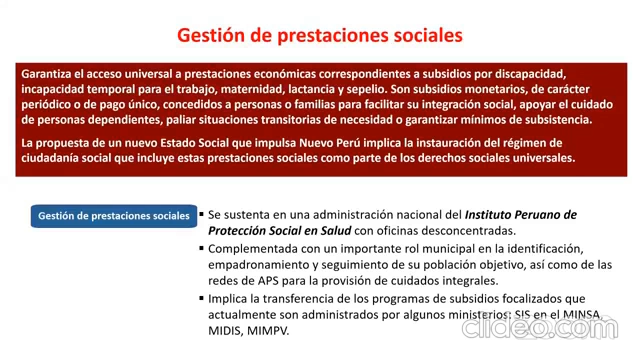 Gestión de prestaciones sociales
Garantiza el acceso universal a prestaciones económicas correspondientes a subsidios por discapacidad,
incapacidad temporal para el trabajo, maternidad, lactancia y sepelio. Son subsidios monetarios, de carácter
periódico o de pago único, concedidos a personas o familias para facilitar su integración social, apoyar el cuidado
de personas dependientes, paliar situaciones transitorias de necesidad o garantizar mínimos de subsistencia.
La propuesta de un nuevo Estado Social que impulsa Nuevo Perú implica la instauración del régimen de
ciudadanía social que incluye estas prestaciones sociales como parte de los derechos sociales universales.
Gestión de prestaciones sociales
▪ Se sustenta en una administración nacional del Instituto Peruano de
Protección Social en Salud con oficinas desconcentradas.
▪ Complementada con un importante rol municipal en la identificación,
empadronamiento y seguimiento de su población objetivo, así como de las
redes de APS para la provisión de cuidados integrales.
▪ Implica la transferencia de los programas de subsidios focalizados que
actualmente son administrados por algunos ministerios: SIS en el MINSA,
MIDIS, MIMPV.
clideo.com